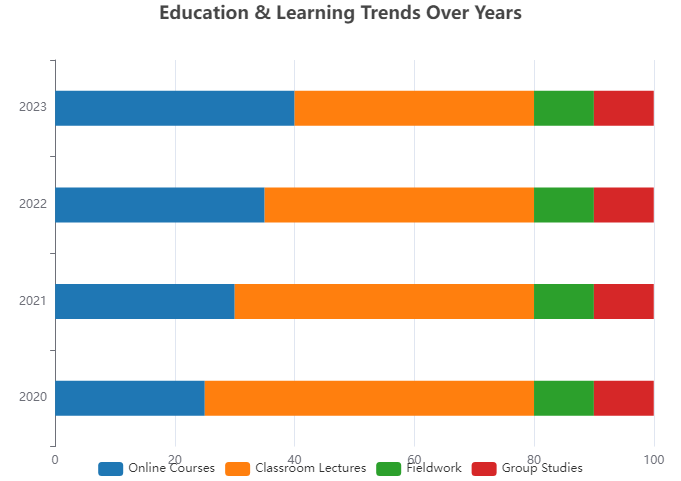 Education & Learning Trends Over Years
2023
2022
2021
2020
0 20 40 60 80 100
Online Courses Classroom Lectures Fieldwork Group Studies